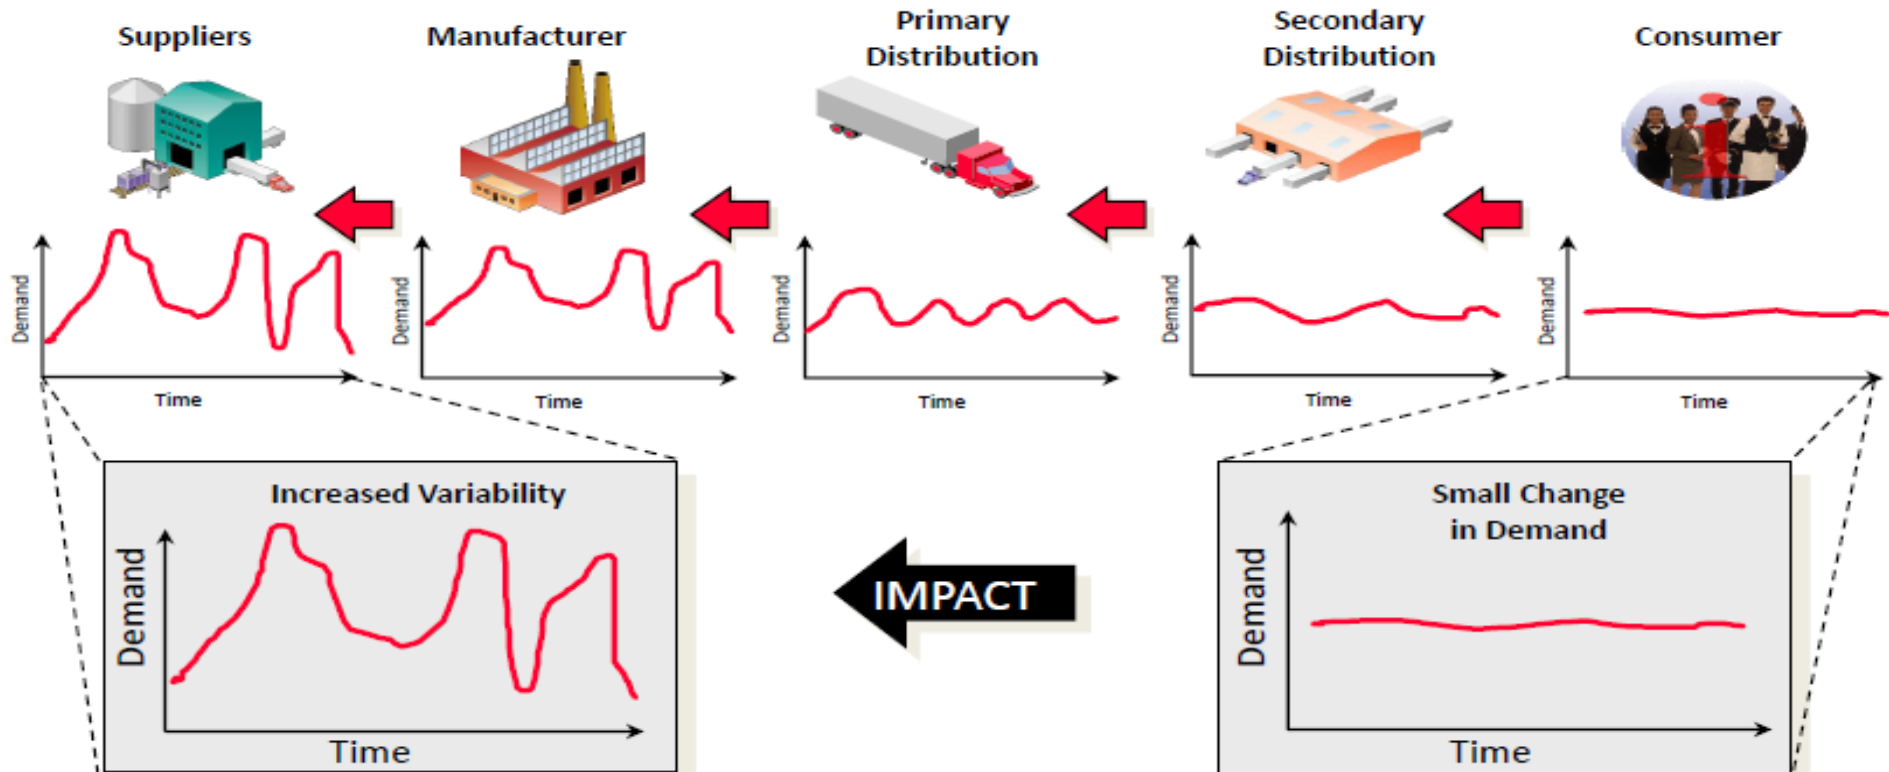 Suppliers
Manufacturer
Primary
Distribution
Secondary
Distribution
Consumer
Demand
Time
Demand
Time
Demand
Time
Demand
Time
Demand
Time
Increased Variability
Demand
Time
IMPACT
Small Change
in Demand
Demand
Time